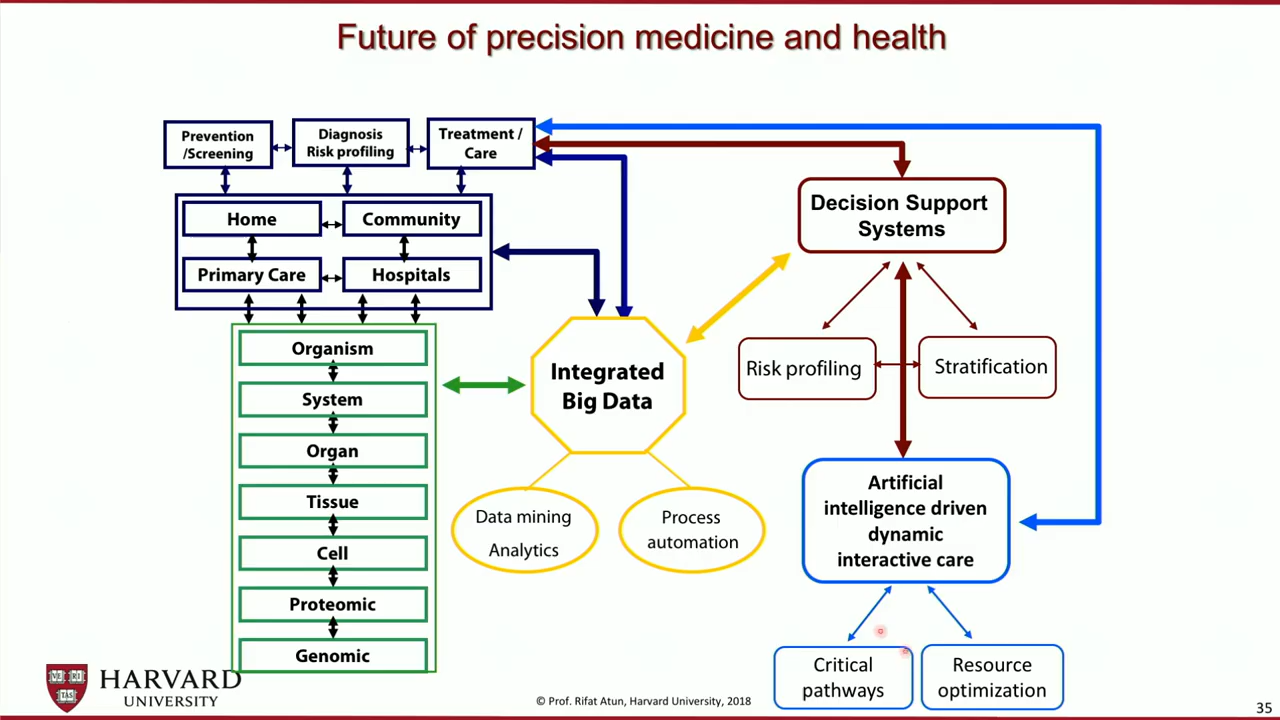 Future of precision medicine and health
Prevention
/Screening
Diagnosis
Risk profiling
Treatment /
Care
Home
Community
Primary Care
Hospitals
Organism
System
Organ
Tissue
Cell
Proteomic
Genomic
Integrated
Big Data
Data mining
Analytics
Process
automation
Decision Support
Systems
Risk profiling
Stratification
Artificial
intelligence driven
dynamic
interactive care
Critical
pathways
Resource
optimization
HARVARD
UNIVERSITY
© Prof. Rifat Atun, Harvard University, 2018
35